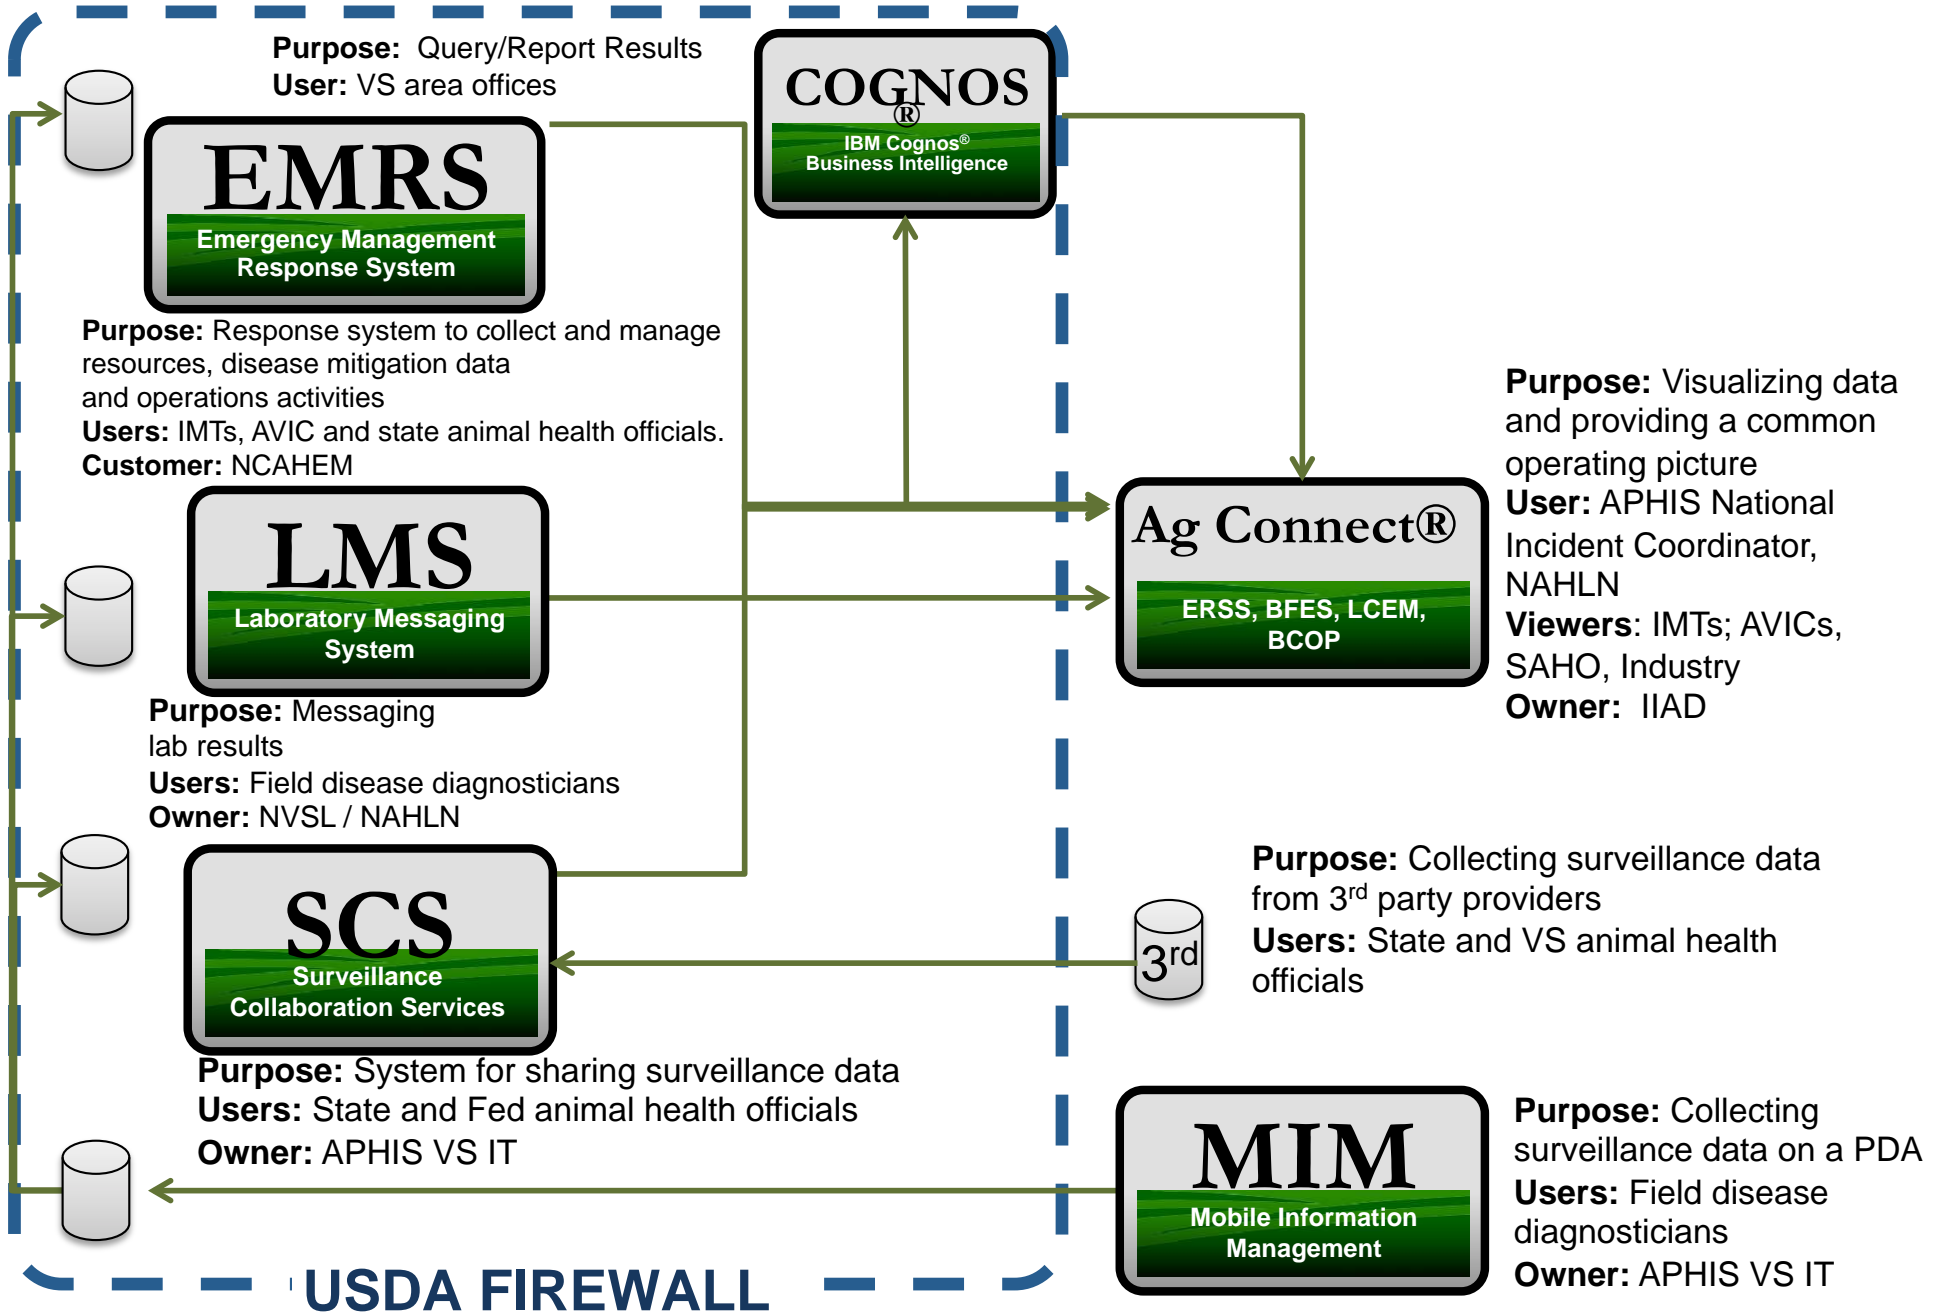 Purpose: Query/Report Results
User: VS area offices
COGNOS
®
IBM Cognos®
Business Intelligence
EMRS
Emergency Management
Response System
Purpose: Response system to collect and manage
resources, disease mitigation data
and operations activities
Users: IMTs, AVIC and state animal health officials.
Customer: NCAHEM
LMS
Laboratory Messaging
System
Purpose: Messaging
lab results
Users: Field disease diagnosticians
Owner: NVSL / NAHLN
Ag Connect®
ERSS, BFES, LCEM,
BCOP
Purpose: Visualizing data
and providing a common
operating picture
User: APHIS National
Incident Coordinator,
NAHLN
Viewers: IMTs; AVICs,
SAHO, Industry
Owner: IIAD
SCS
Surveillance
Collaboration Services
Purpose: System for sharing surveillance data
Users: State and Fed animal health officials
Owner: APHIS VS IT
3rd
Purpose: Collecting surveillance data
from 3rd party providers
Users: State and VS animal health
officials
MIM
Mobile Information
Management
Purpose: Collecting
surveillance data on a PDA
Users: Field disease
diagnosticians
Owner: APHIS VS IT
USDA FIREWALL